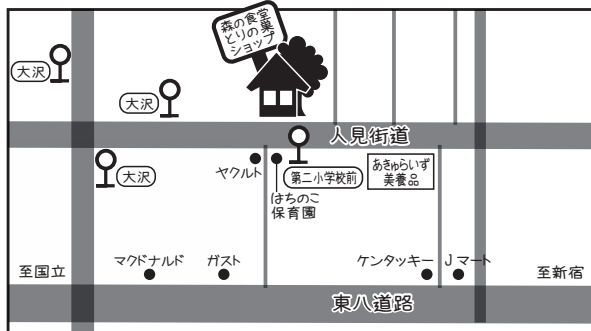 森の食堂
とりの巣
ショップ
大沢
大沢
人見街道
大沢
ヤクルト
はちのこ
保育園
第二小学校前
あきゅらいず
美養品
至国立
マクドナルド
ガスト
ケンタッキー
Jマート
至新宿
東八道路